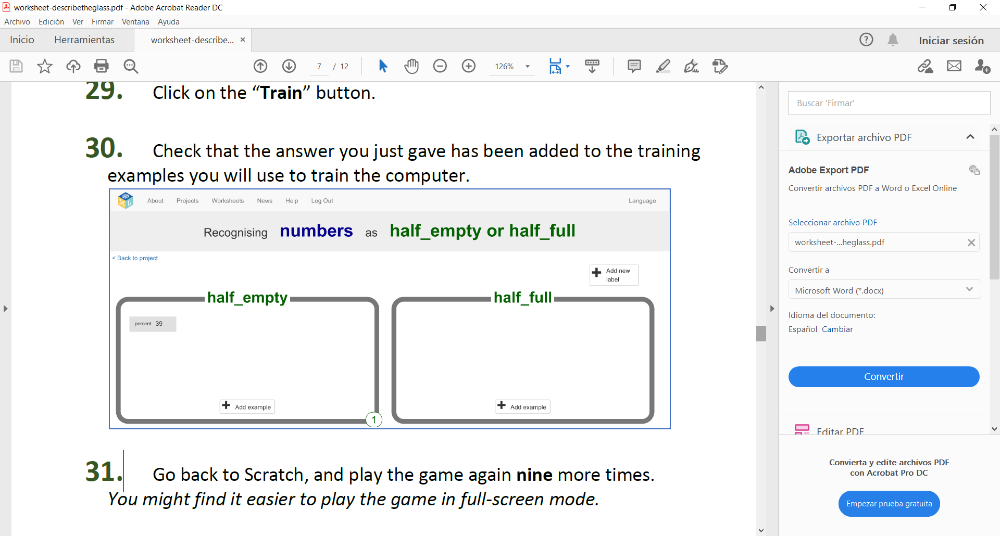 worksheet-describetheglass.pdf - Adobe Acrobat Reader DC
Archivo Edición Ver Firmar Ventana Ayuda
Inicio Herramientas worksheet-describe... × Iniciar sesión
7 / 12 126%
29. Click on the “Train” button.
30. Check that the answer you just gave has been added to the training
examples you will use to train the computer.
ML About Projects Worksheets News Help Log Out Language
Recognising numbers as half_empty or half_full
< Back to project
Add new
label
half_empty
percent 39
Add example
1
half_full
Add example
31. Go back to Scratch, and play the game again nine more times.
You might find it easier to play the game in full-screen mode.
Buscar 'Firmar'
Exportar archivo PDF
Adobe Export PDF
Convertir archivos PDF a Word o Excel Online
Seleccionar archivo PDF
worksheet-...heglass.pdf
Convertir a
Microsoft Word (*.docx)
Idioma del documento:
Español Cambiar
Convertir
Editar PDF
Convierta y edite archivos PDF
con Acrobat Pro DC
Empezar prueba gratuita